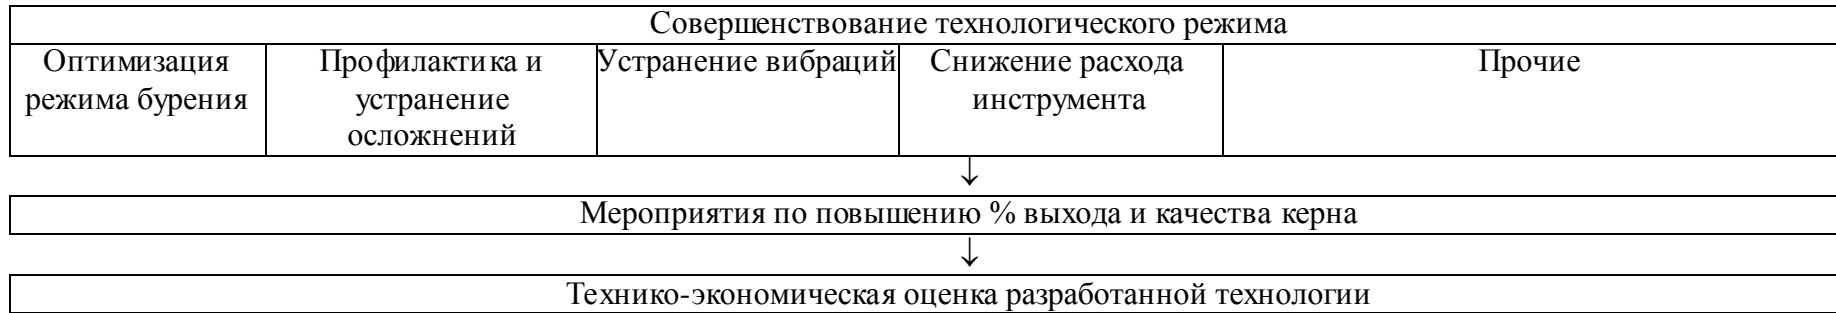 Совершенствование технологического режима
Оптимизация
режима бурения
Профилактика и
устранение
осложнений
Устранение вибраций
Снижение расхода
инструмента
Прочие
↓
Мероприятия по повышению % выхода и качества керна
↓
Технико-экономическая оценка разработанной технологии